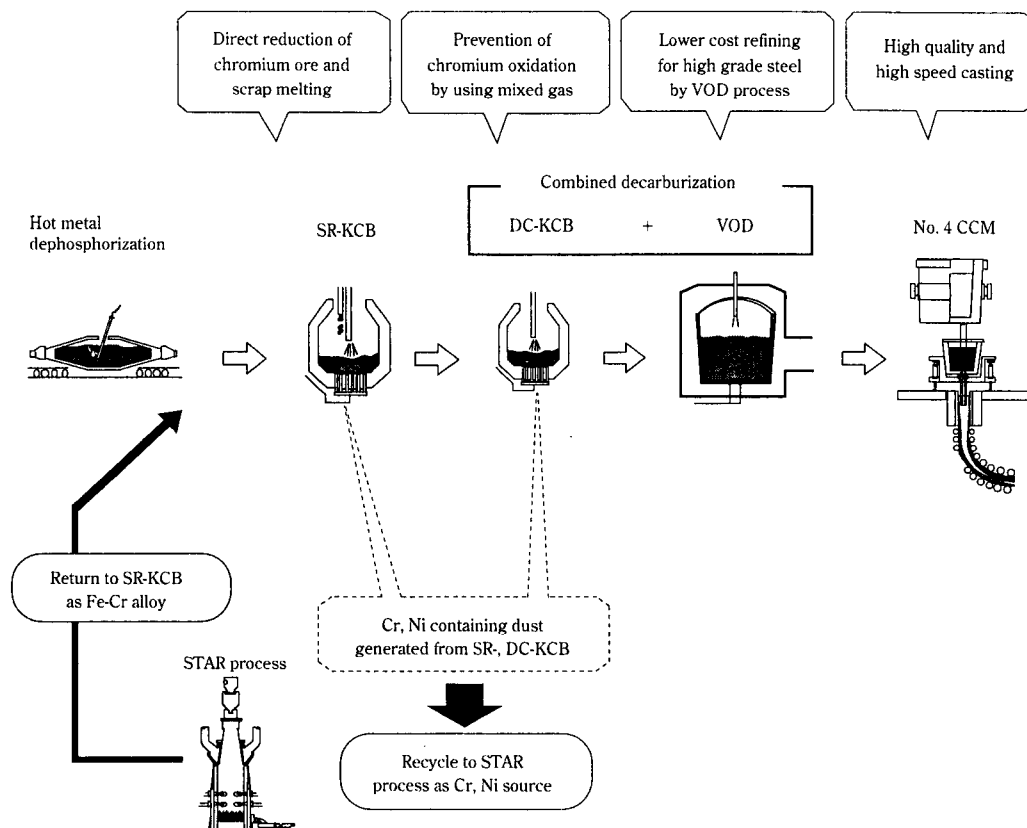 Direct reduction of
chromium ore and
scrap melting
Prevention of
chromium oxidation
by using mixed gas
Lower cost refining
for high grade steel
by VOD process
High quality and
high speed casting
Combined decarburization
Hot metal
dephosphorization
SR-KCB
DC-KCB + VOD
No. 4 CCM
Return to SR-KCB
as Fe-Cr alloy
Cr, Ni containing dust
generated from SR-, DC-KCB
STAR process
Recycle to STAR
process as Cr, Ni source